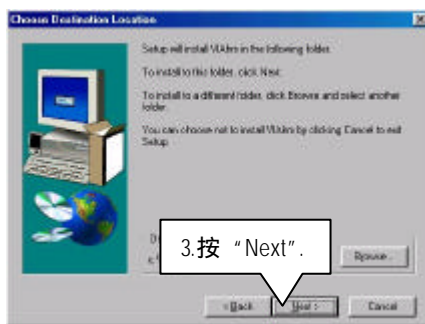 Choose Destination Location
Setup will install VIAhm in the following folder.
To install to this folder, click Next.
To install to a different folder, click Browse and select another
folder.
You can choose not to install VIAhm by clicking Cancel to exit
Setup.
3.按 “Next”.
Browse...
< Back
Next >
Cancel